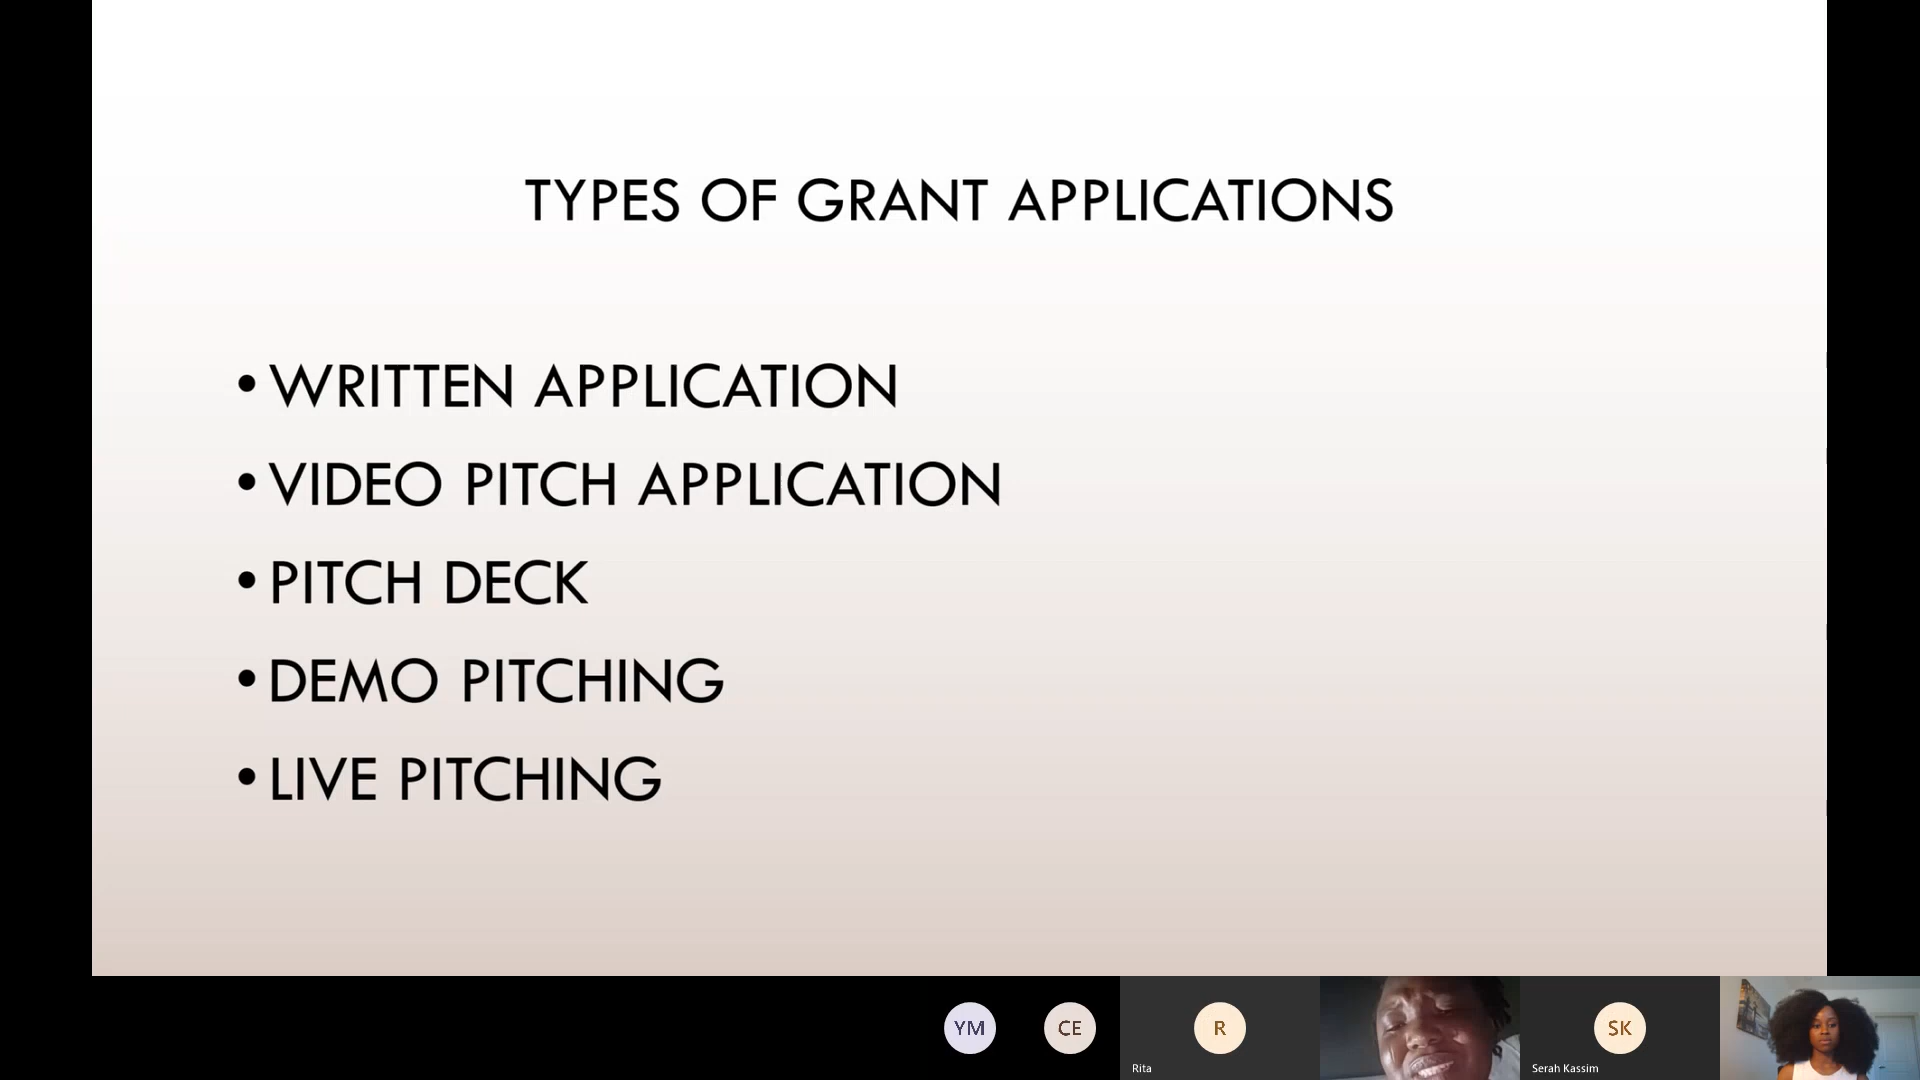 TYPES OF GRANT APPLICATIONS
• WRITTEN APPLICATION
• VIDEO PITCH APPLICATION
• PITCH DECK
• DEMO PITCHING
• LIVE PITCHING
YM
CE
R
SK
Rita
Serah Kassim